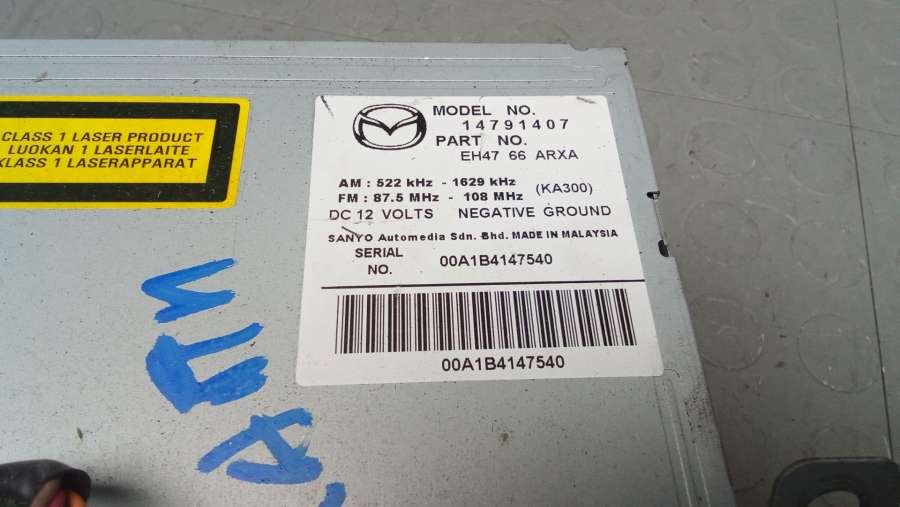 CLASS 1 LASER PRODUCT
LUOKAN 1 LASERLAITE
KLASS 1 LASERAPPARAT
MODEL NO.
14791407
PART NO.
EH47 66 ARXA
AM : 522 kHz - 1629 kHz
FM : 87.5 MHz - 108 MHz (KA300)
DC 12 VOLTS NEGATIVE GROUND
SANYO Automedia Sdn. Bhd. MADE IN MALAYSIA
SERIAL NO. 00A1B4147540
00A1B4147540